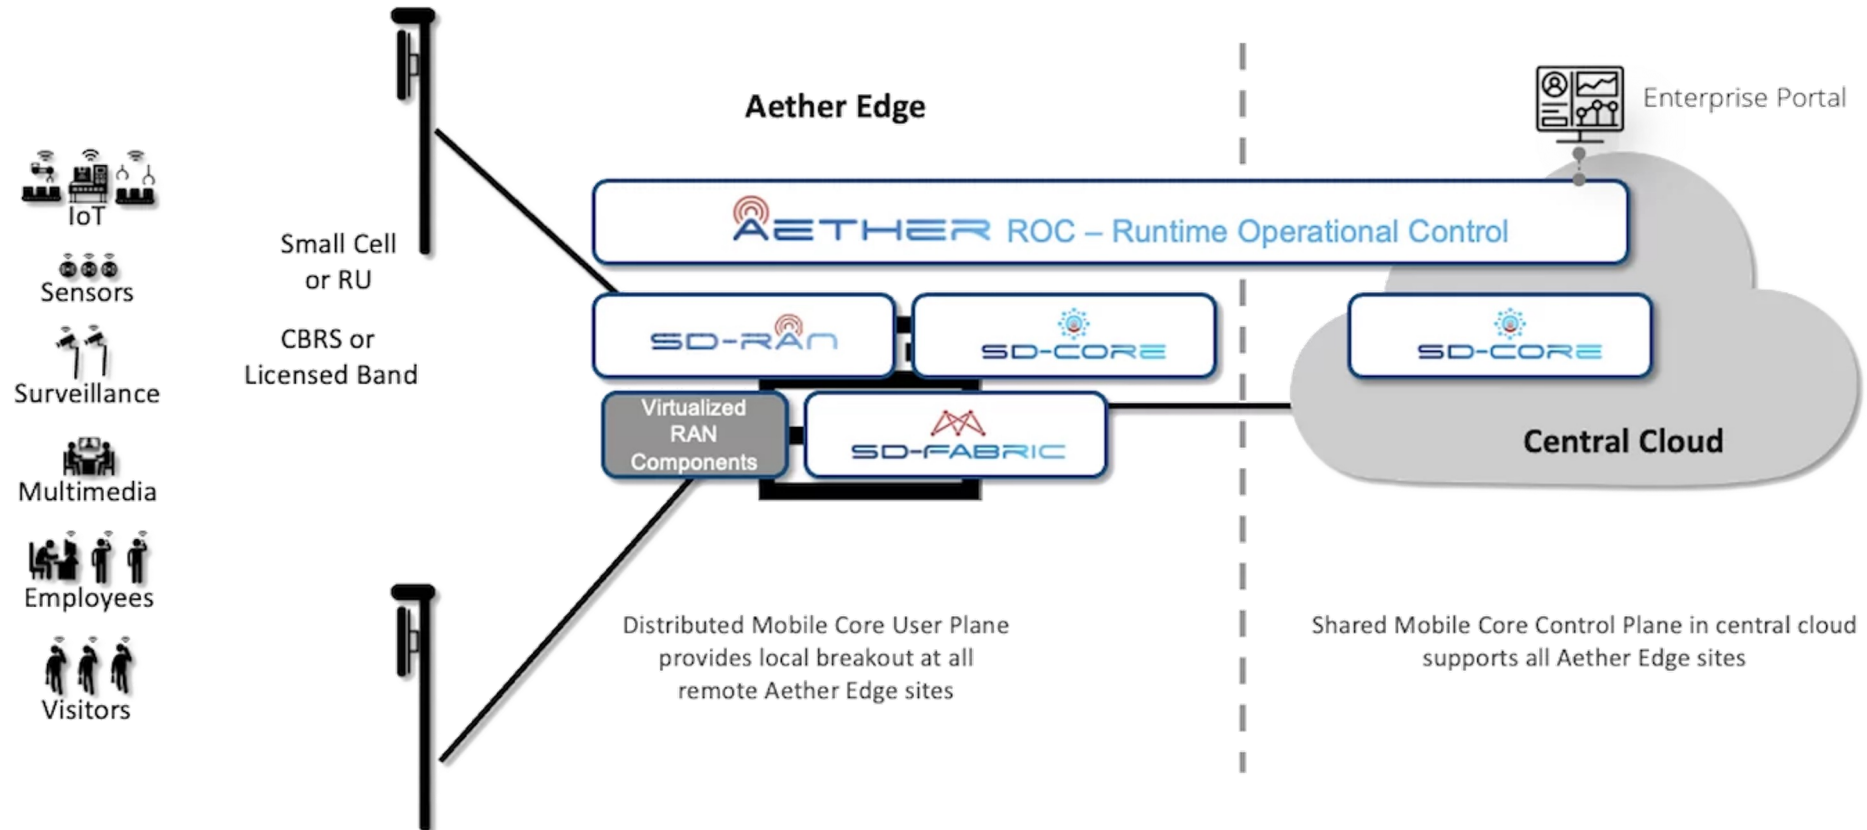 Aether Edge
Enterprise Portal
AETHER ROC – Runtime Operational Control
IoT
Sensors
Surveillance
Multimedia
Employees
Visitors
Small Cell
or RU
CBRS or
Licensed Band
SD-RAN
SD-CORE
SD-CORE
Virtualized
RAN
Components
SD-FABRIC
Central Cloud
Distributed Mobile Core User Plane
provides local breakout at all
remote Aether Edge sites
Shared Mobile Core Control Plane in central cloud
supports all Aether Edge sites